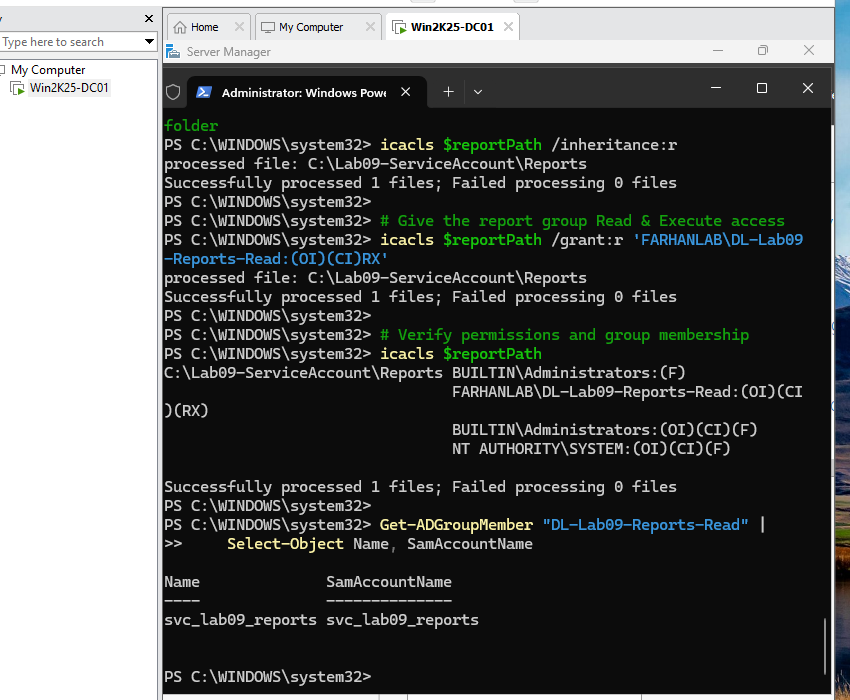 Type here to search
My Computer
Win2K25-DC01
Home
My Computer
Win2K25-DC01
Server Manager
Administrator: Windows Powe
folder
PS C:\WINDOWS\system32> icacls $reportPath /inheritance:r
processed file: C:\Lab09-ServiceAccount\Reports
Successfully processed 1 files; Failed processing 0 files
PS C:\WINDOWS\system32>
PS C:\WINDOWS\system32> # Give the report group Read & Execute access
PS C:\WINDOWS\system32> icacls $reportPath /grant:r 'FARHANLAB\DL-Lab09
-Reports-Read:(OI)(CI)RX'
processed file: C:\Lab09-ServiceAccount\Reports
Successfully processed 1 files; Failed processing 0 files
PS C:\WINDOWS\system32>
PS C:\WINDOWS\system32> # Verify permissions and group membership
PS C:\WINDOWS\system32> icacls $reportPath
C:\Lab09-ServiceAccount\Reports BUILTIN\Administrators:(F)
FARHANLAB\DL-Lab09-Reports-Read:(OI)(CI
)(RX)
BUILTIN\Administrators:(OI)(CI)(F)
NT AUTHORITY\SYSTEM:(OI)(CI)(F)
Successfully processed 1 files; Failed processing 0 files
PS C:\WINDOWS\system32>
PS C:\WINDOWS\system32> Get-ADGroupMember "DL-Lab09-Reports-Read" |
>> Select-Object Name, SamAccountName
Name SamAccountName
---- --------------
svc_lab09_reports svc_lab09_reports
PS C:\WINDOWS\system32>